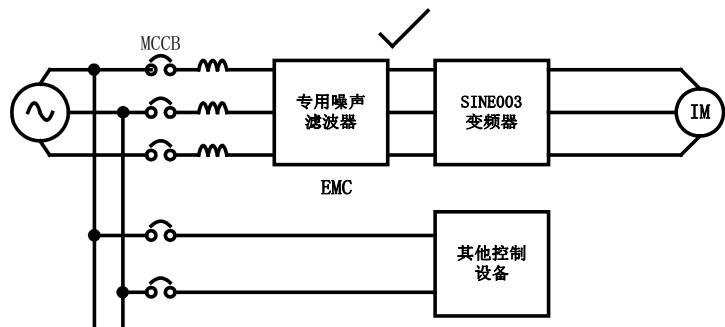 MCCB
专用噪声
滤波器
SINE003
变频器
IM
EMC
其他控制
设备